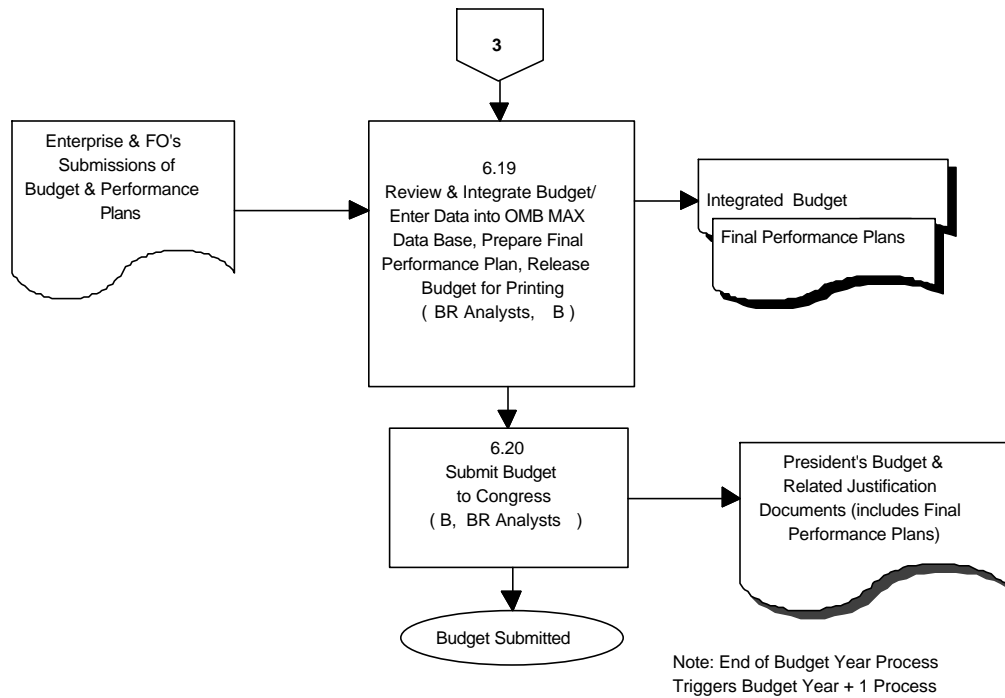 3
Enterprise & FO's
Submissions of
Budget & Performance
Plans
6.19
Review & Integrate Budget/
Enter Data into OMB MAX
Data Base, Prepare Final
Performance Plan, Release
Budget for Printing
( BR Analysts, B )
Integrated Budget
Final Performance Plans
6.20
Submit Budget
to Congress
( B, BR Analysts )
President's Budget &
Related Justification
Documents (includes Final
Performance Plans)
Budget Submitted
Note: End of Budget Year Process
Triggers Budget Year + 1 Process